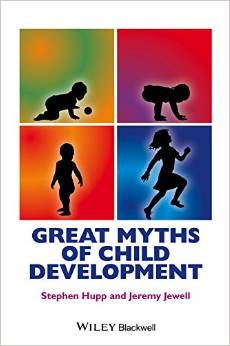 GREAT MYTHS
OF CHILD
DEVELOPMENT
Stephen Hupp and Jeremy Jewell
WILEY Blackwell